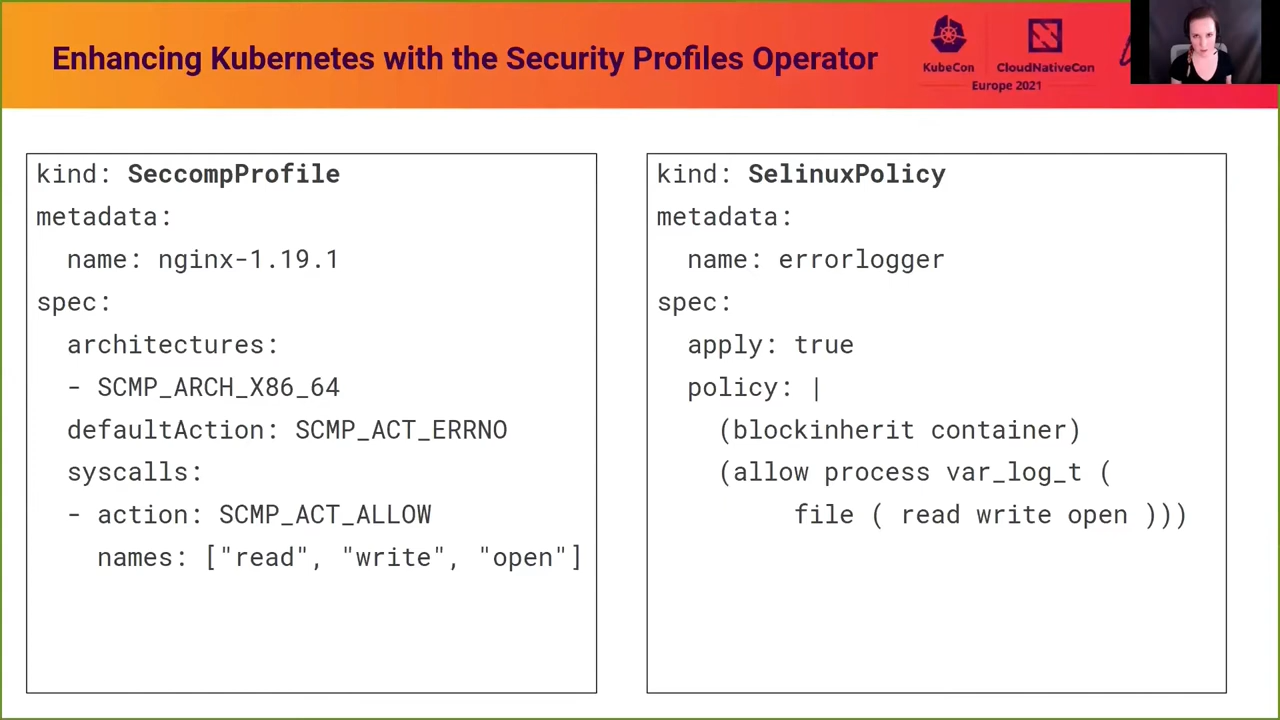 Enhancing Kubernetes with the Security Profiles Operator
KubeCon
CloudNativeCon
Europe 2021
kind: SeccompProfile
metadata:
name: nginx-1.19.1
spec:
architectures:
- SCMP_ARCH_X86_64
defaultAction: SCMP_ACT_ERRNO
syscalls:
- action: SCMP_ACT_ALLOW
names: ["read", "write", "open"]
kind: SelinuxPolicy
metadata:
name: errorlogger
spec:
apply: true
policy: |
(blockinherit container)
(allow process var_log_t (
file ( read write open )))